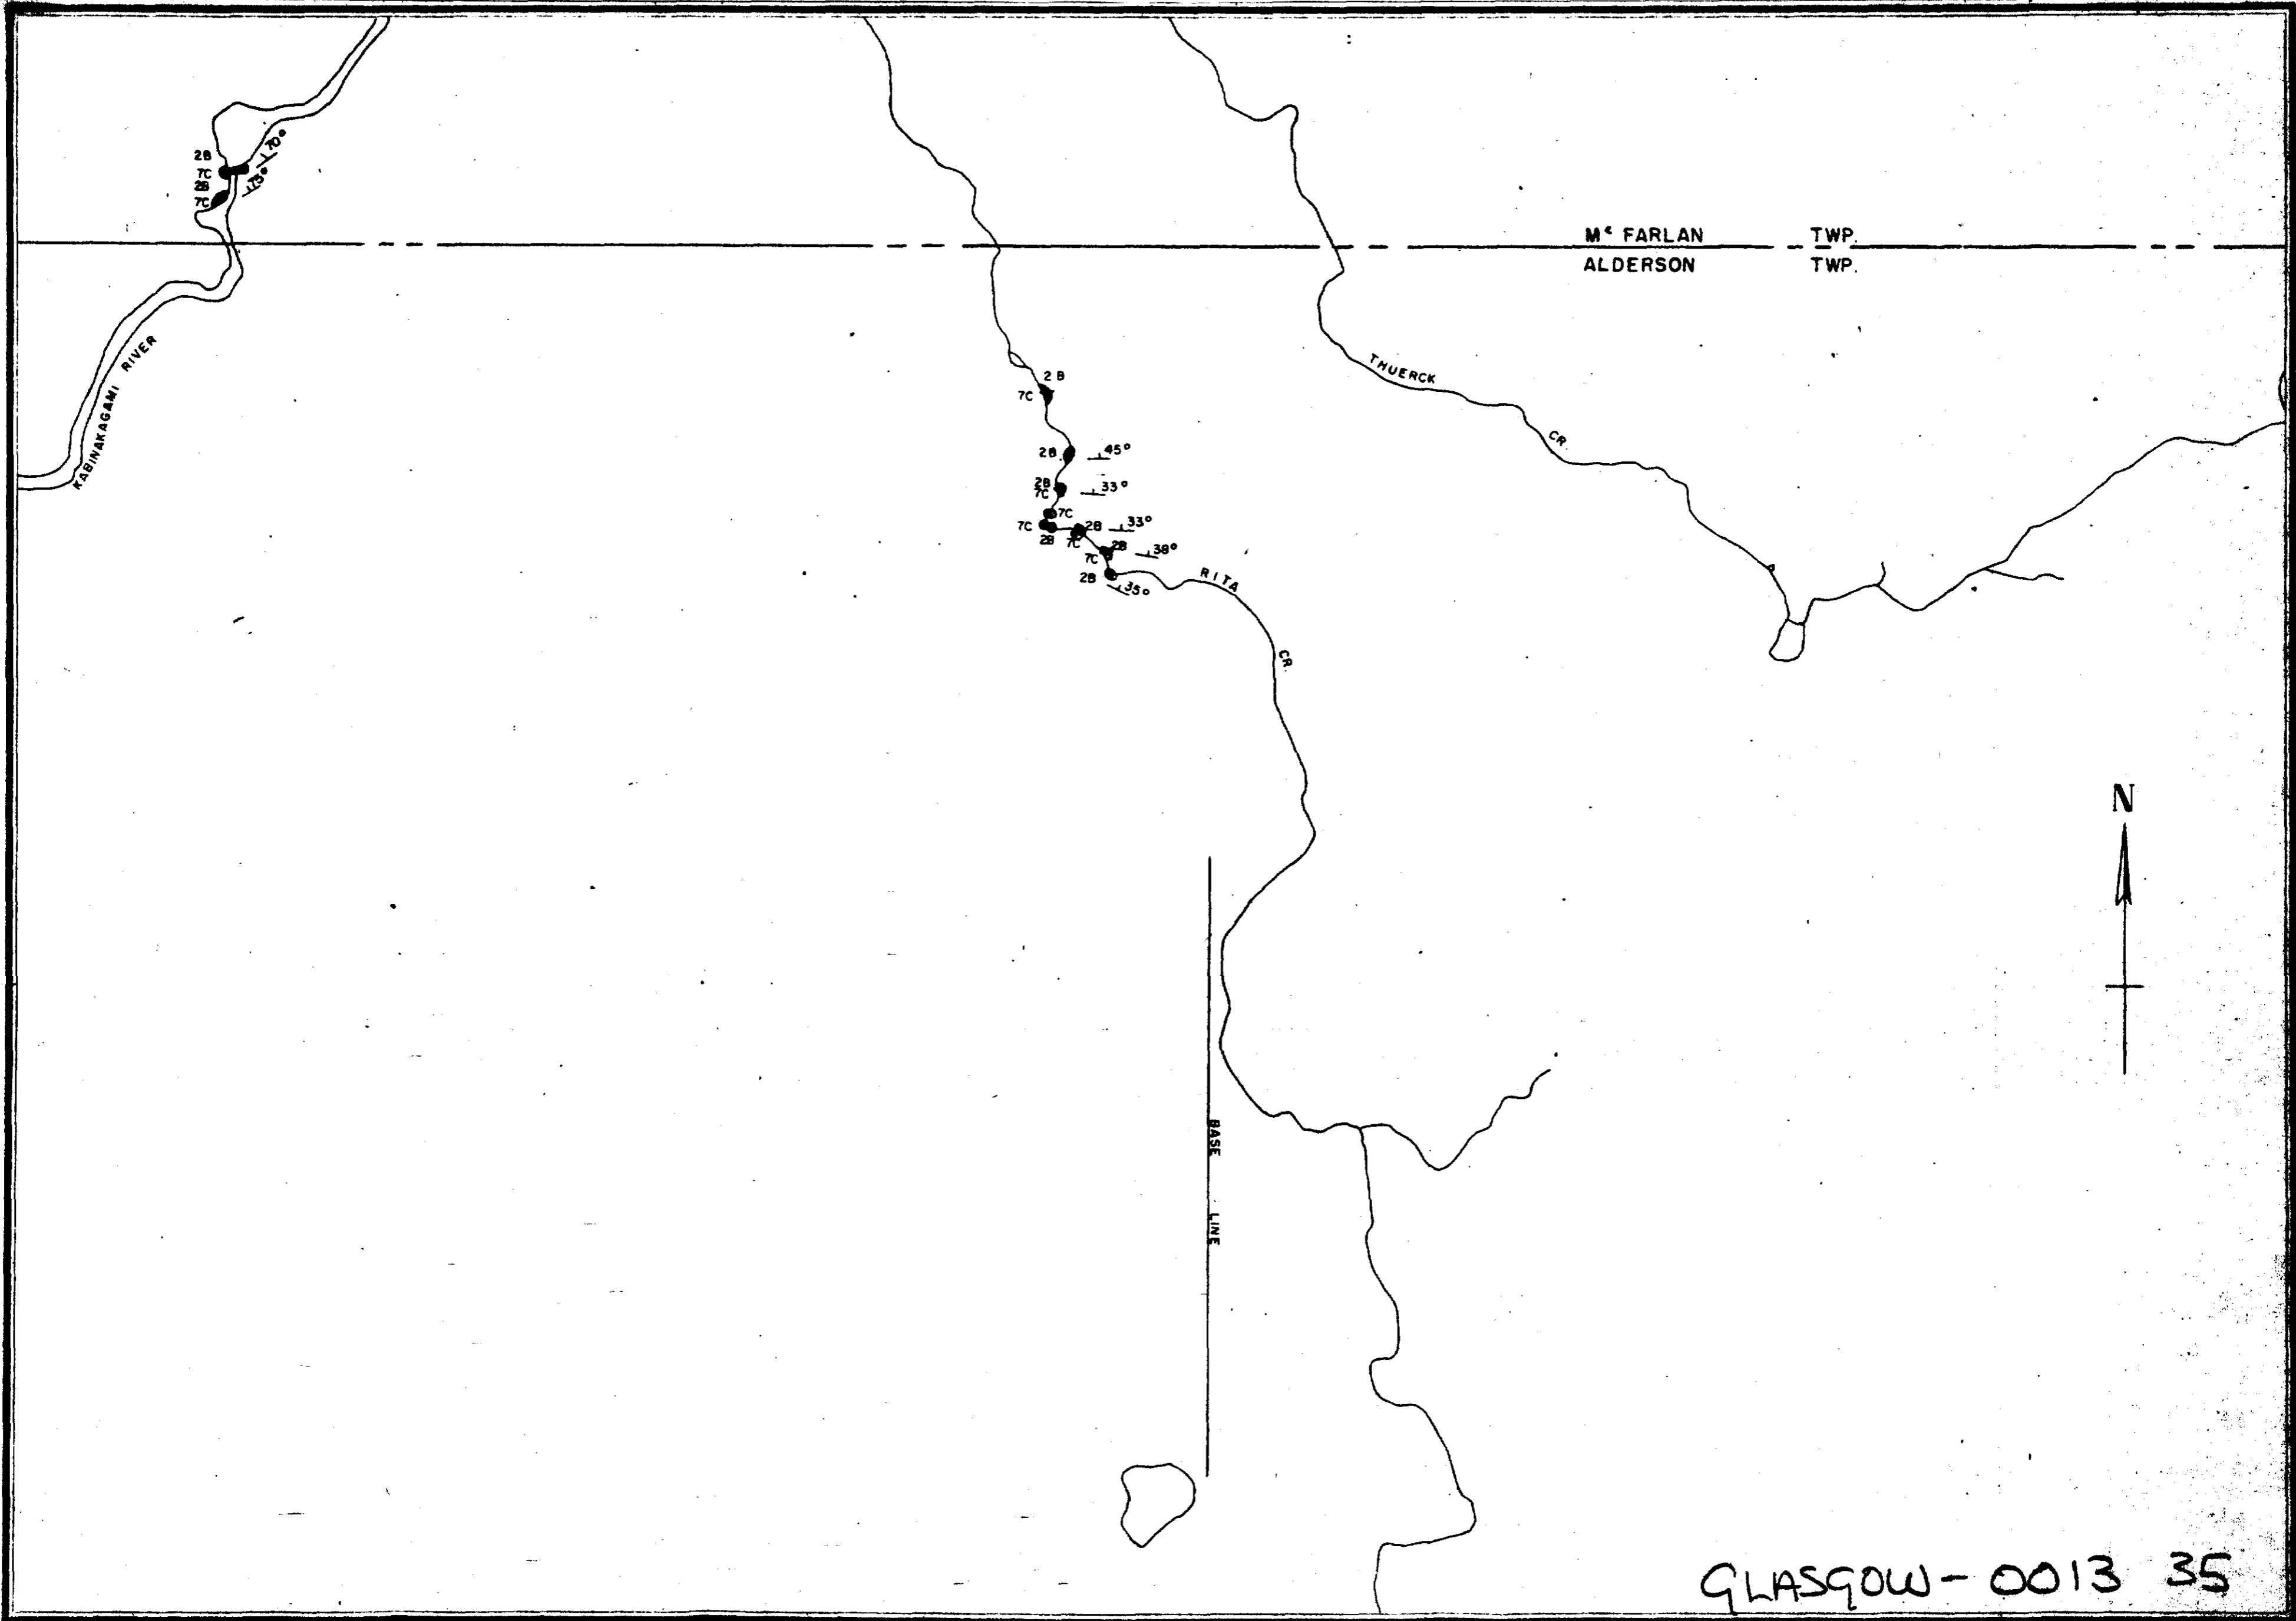 2B
70°
7C
2B
75°
7C
Mc FARLAN TWP.
ALDERSON TWP.
KABINAKAGAMI RIVER
THUERCK CR.
2B
7C
2B
45°
2B
7C
33°
7C
7C
2B
2B
7C
33°
2B
7C
38°
2B
35°
RITA CR.
N
BASE LINE
GLASGOW - 0013 35